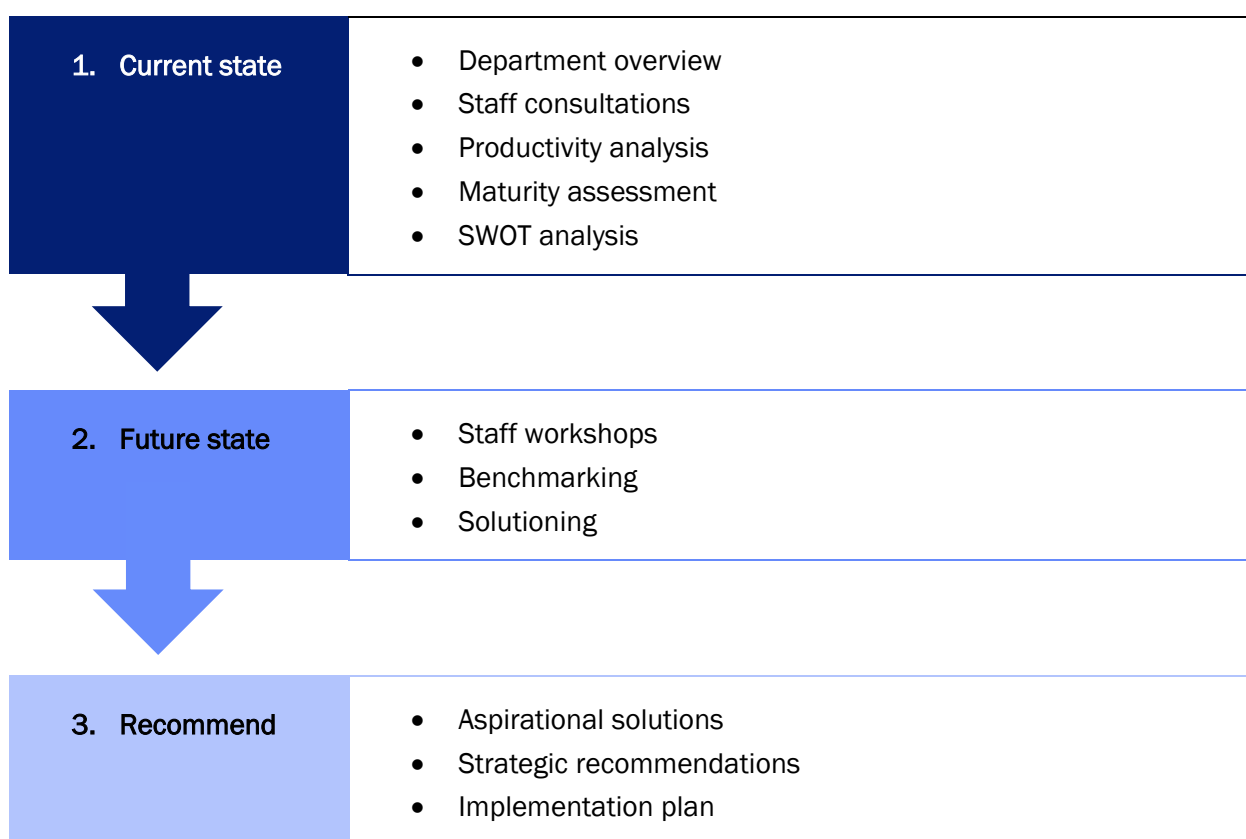 1. Current state
• Department overview
• Staff consultations
• Productivity analysis
• Maturity assessment
• SWOT analysis
2. Future state
• Staff workshops
• Benchmarking
• Solutioning
3. Recommend
• Aspirational solutions
• Strategic recommendations
• Implementation plan